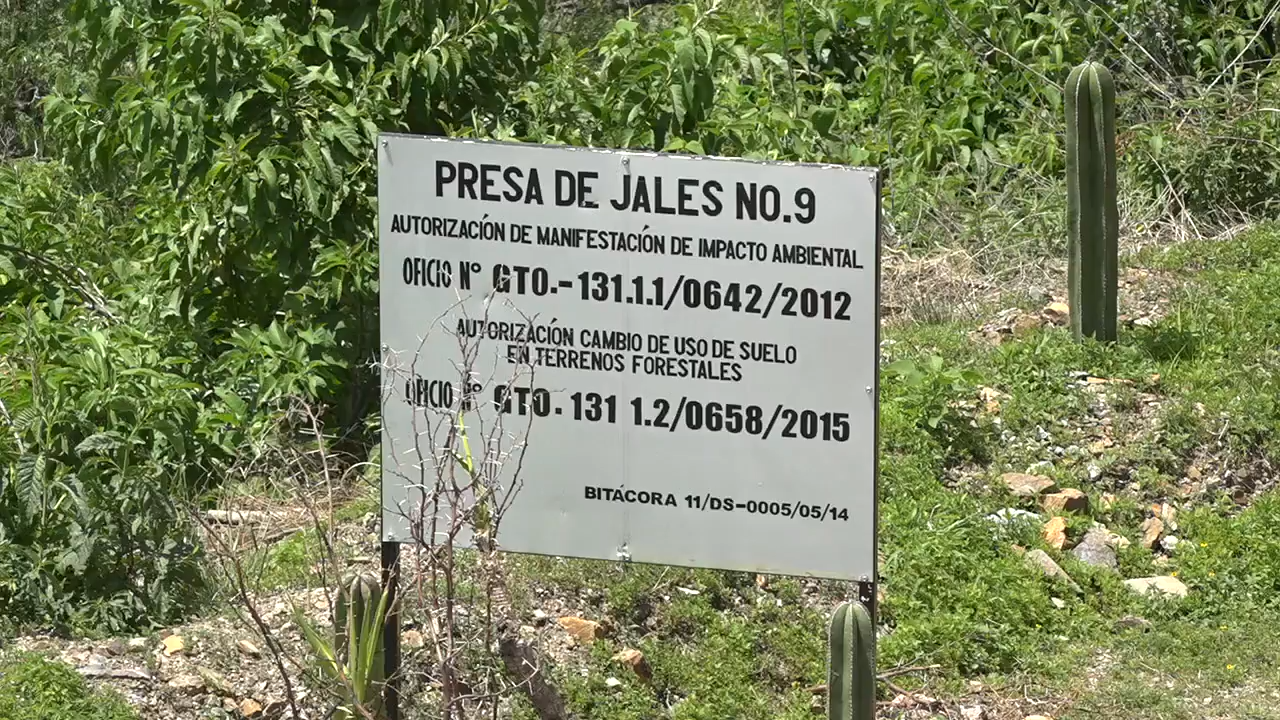 PRESA DE JALES NO.9
AUTORIZACIÓN DE MANIFESTACIÓN DE IMPACTO AMBIENTAL
OFICIO N° GTO.-131.1.1/0642/2012
AUTORIZACIÓN CAMBIO DE USO DE SUELO
EN TERRENOS FORESTALES
OFICIO N° GTO. 131 1.2/0658/2015
BITÁCORA 11/DS-0005/05/14